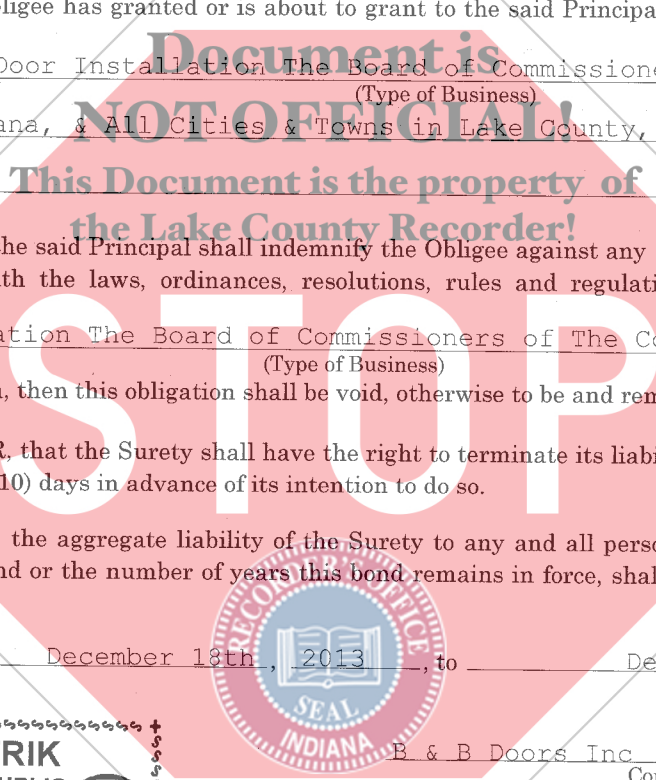 ligee has granted or is about to grant to the said Principa
Document is
Door Installation The Board of Commission
(Type of Business)
NOT OFFICIAL!
ana, & All Cities & Towns in Lake County,
This Document is the property of
the Lake County Recorder!
the said Principal shall indemnify the Obligee against any
th the laws, ordinances, resolutions, rules and regulati
STOP
ation The Board of Commissioners of The Co
(Type of Business)
, then this obligation shall be void, otherwise to be and rem
R, that the Surety shall have the right to terminate its liabi
10) days in advance of its intention to do so.
the aggregate liability of the Surety to any and all perso
nd or the number of years this bond remains in force, shal
RECORDER'S OFFICE
SEAL
INDIANA
December 18th, 2013, to De
RIK
B & B Doors Inc
Co